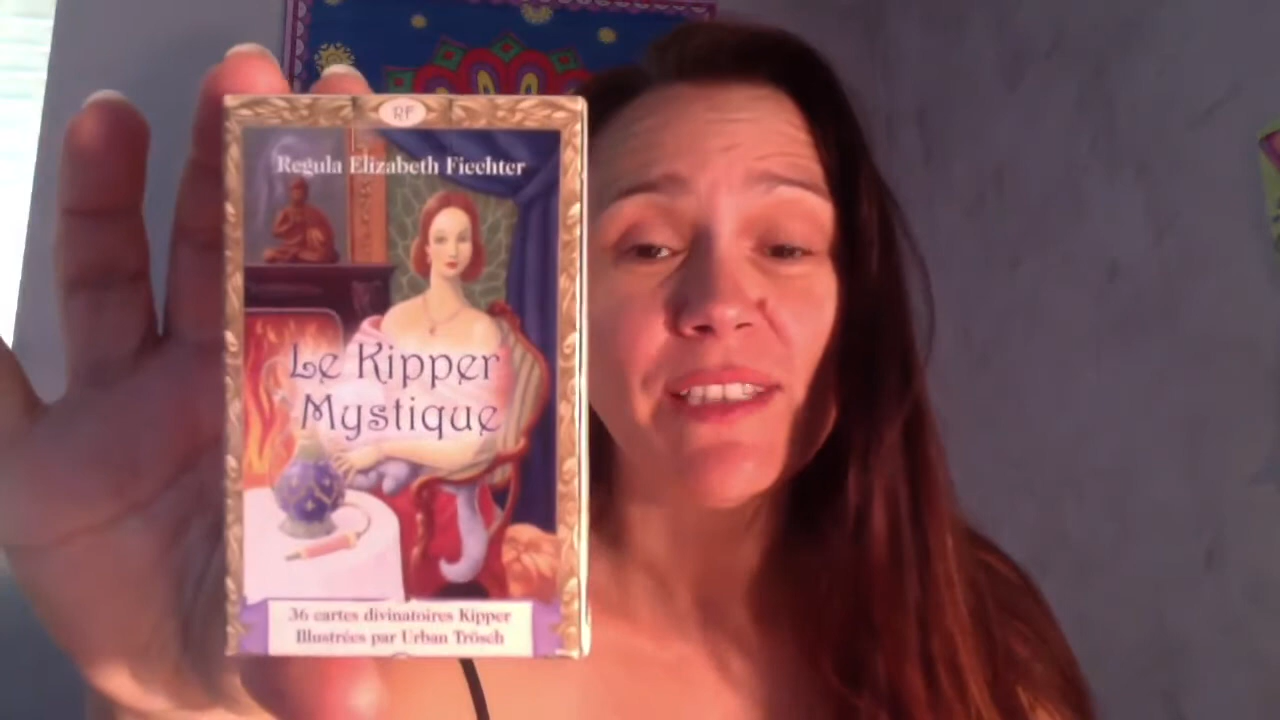 RF
Regula Elizabeth Fiechter
Le Kipper
Mystique
36 cartes divinatoires Kipper
Illustrées par Urban Trösch